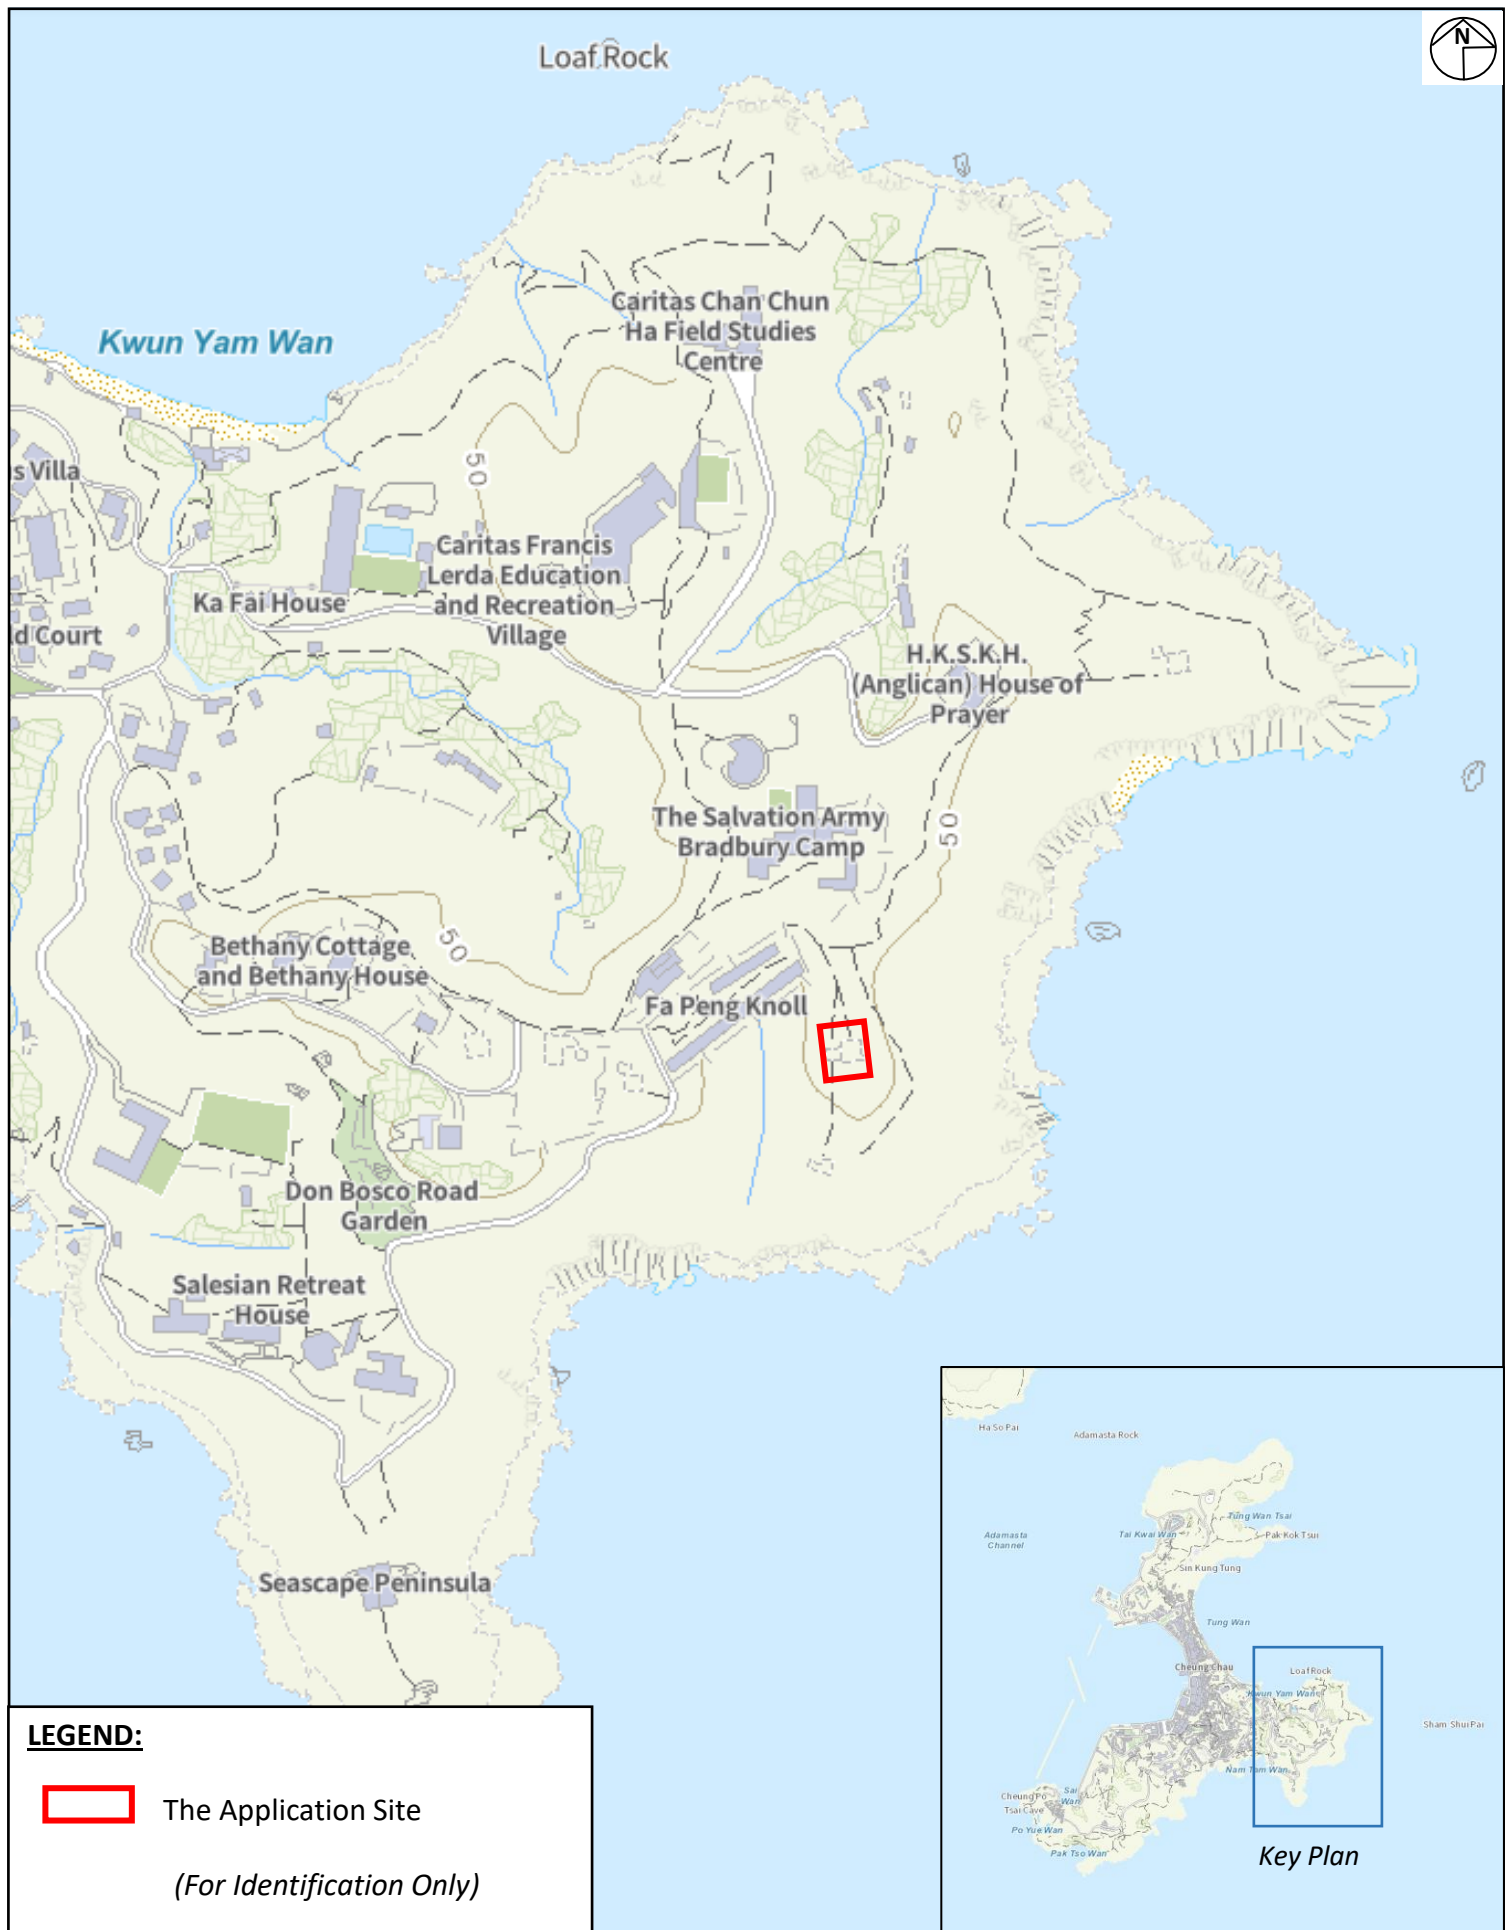 N
Loaf Rock
Kwun Yam Wan
Caritas Chan Chun
Ha Field Studies
Centre
s Villa
50
Caritas Francis
Lerda Education
and Recreation
Village
Ka Fai House
ld Court
H.K.S.K.H.
(Anglican) House of
Prayer
The Salvation Army
Bradbury Camp
50
Bethany Cottage
and Bethany House
50
Fa Peng Knoll
Don Bosco Road
Garden
Salesian Retreat
House
Seascape Peninsula
LEGEND:
The Application Site
(For Identification Only)
Ha So Pai
Adamasta Rock
Adamasta
Channel
Tung Wan Tsai
Tai Kwai Wan
Pak Kok Tsui
Sin Kung Tung
Tung Wan
Cheung Chau
Loaf Rock
Kwun Yam Wan
Sham Shui Pai
Nam Tam Wan
Sai
Wan
Cheung Po
Tsai Cave
Po Yue Wan
Pak Tso Wan
Key Plan